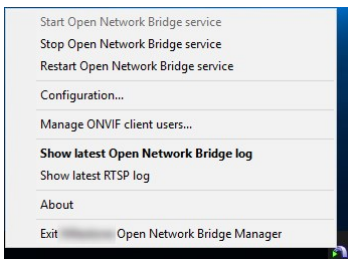 Start Open Network Bridge service
Stop Open Network Bridge service
Restart Open Network Bridge service
Configuration...
Manage ONVIF client users...
Show latest Open Network Bridge log
Show latest RTSP log
About
Exit Open Network Bridge Manager